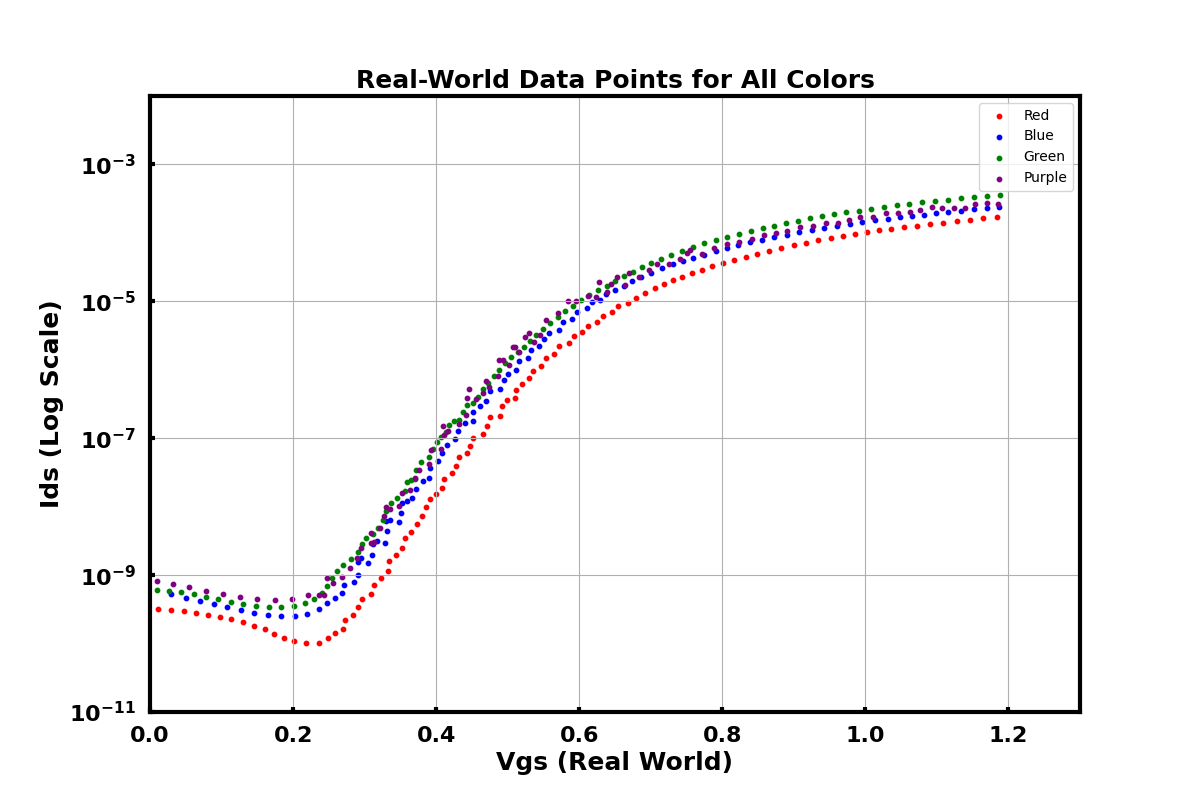 Real-World Data Points for All Colors
Red
Blue
Green
Purple
10⁻³
10⁻⁵
10⁻⁷
10⁻⁹
10⁻¹¹
Ids (Log Scale)
0.0 0.2 0.4 0.6 0.8 1.0 1.2
Vgs (Real World)